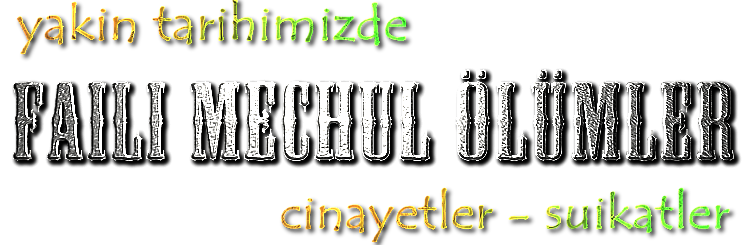 yakin tarihimizde
FAILI MECHUL ÖLÜMLER
cinayetler - suikatler